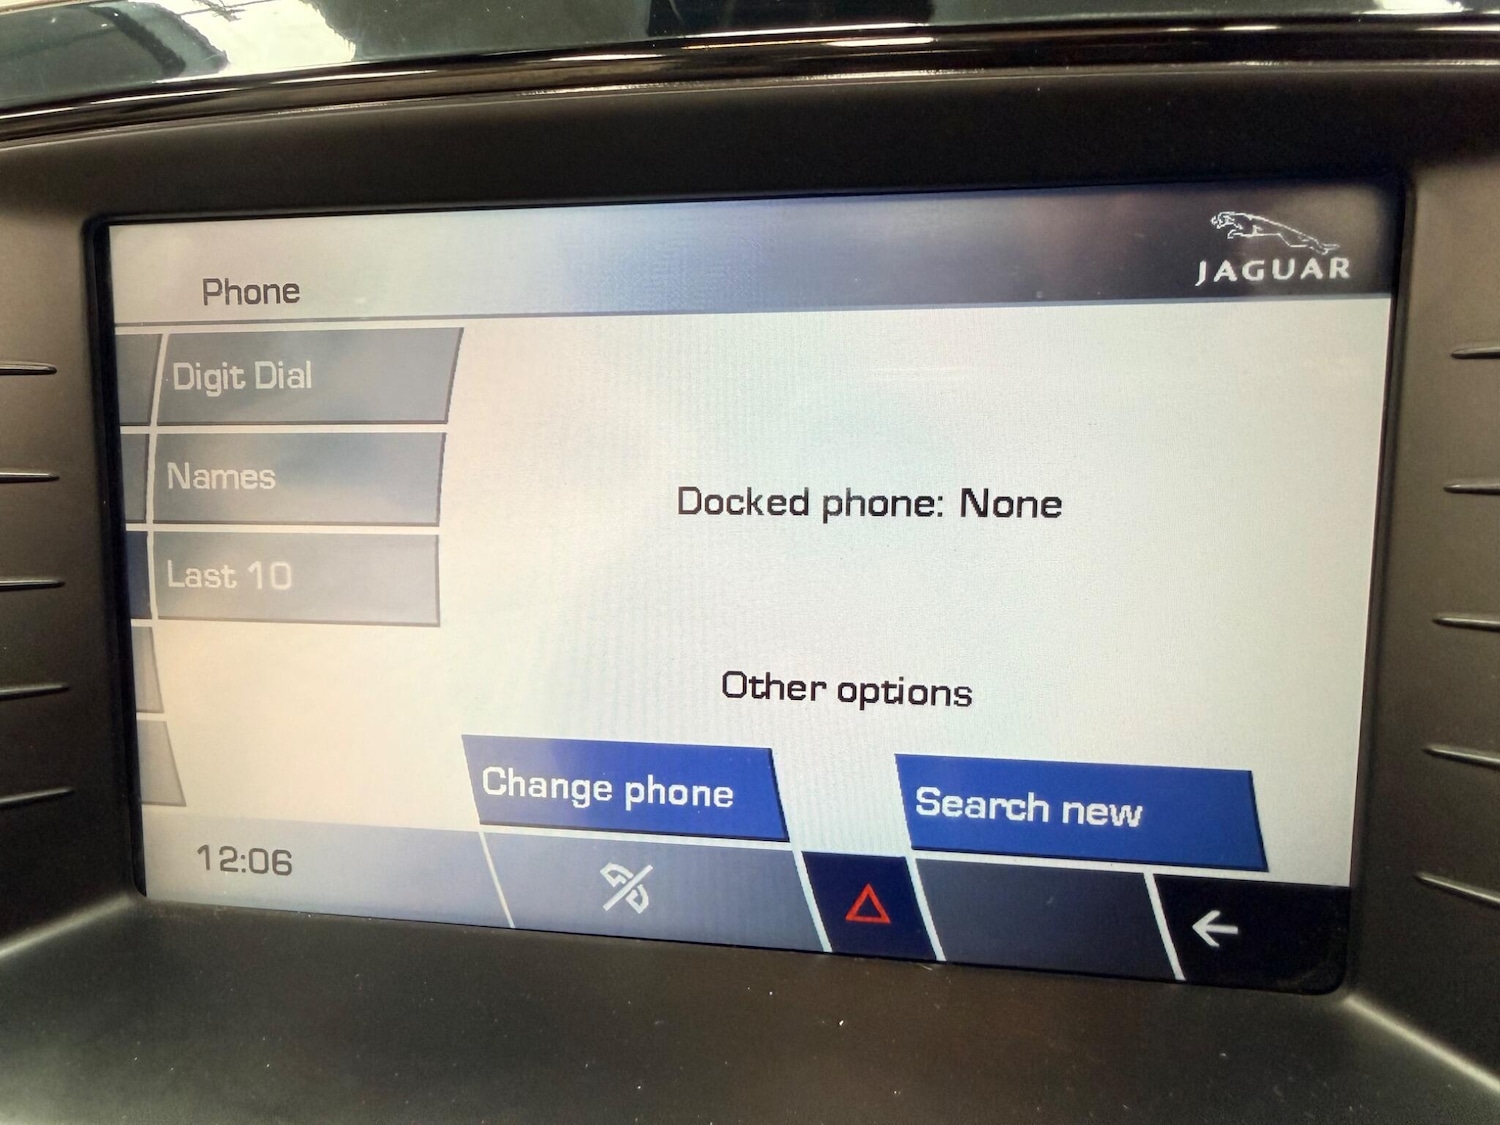 Phone
JAGUAR
Digit Dial
Names
Last 10
Docked phone: None
Other options
Change phone
Search new
12:06